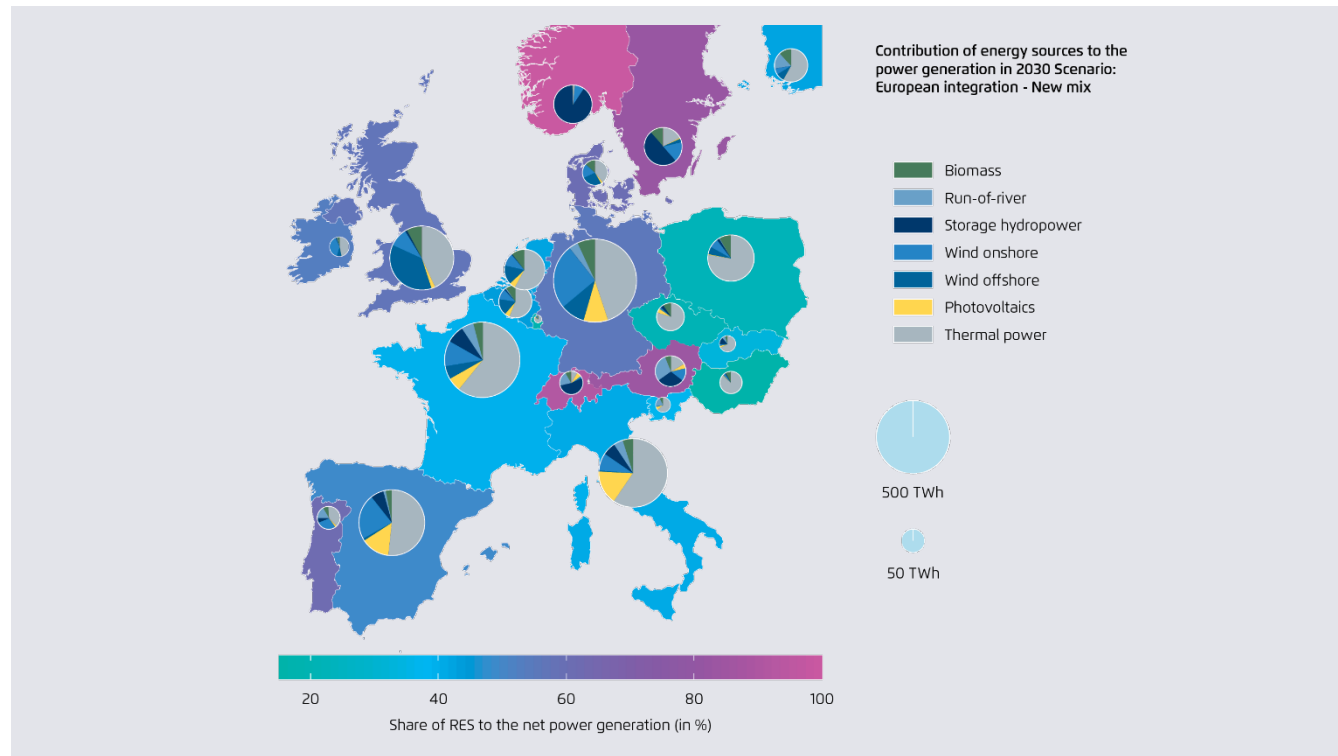 Contribution of energy sources to the
power generation in 2030 Scenario:
European integration - New mix
Biomass
Run-of-river
Storage hydropower
Wind onshore
Wind offshore
Photovoltaics
Thermal power
500 TWh
50 TWh
20 40 60 80 100
Share of RES to the net power generation (in %)